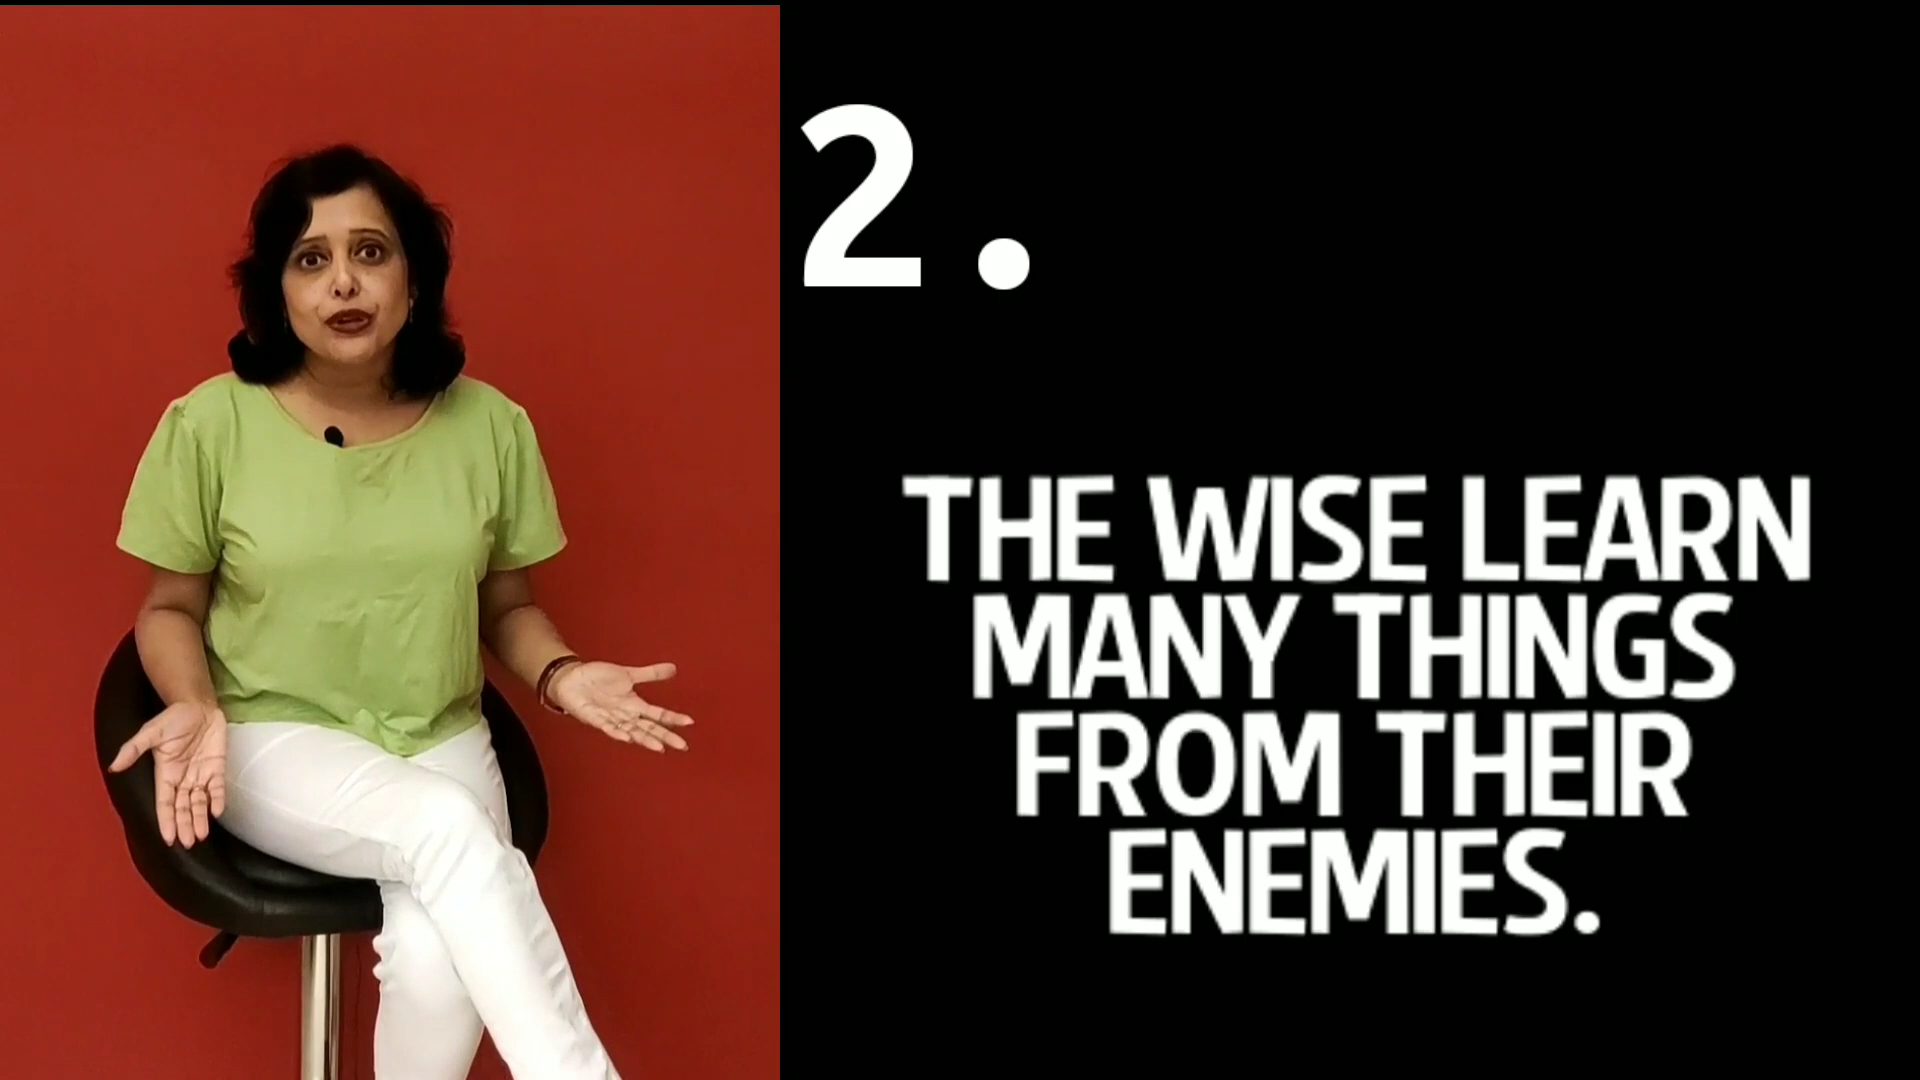 2.
THE WISE LEARN
MANY THINGS
FROM THEIR
ENEMIES.